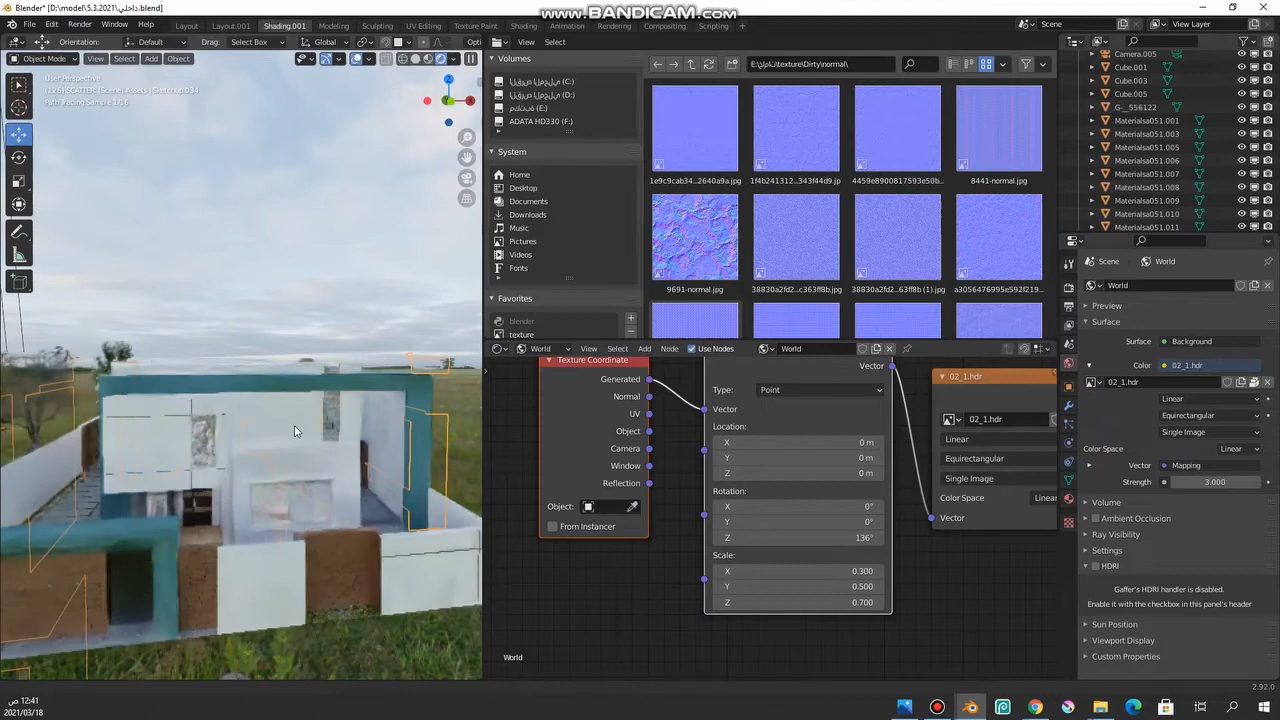 Blender* [D:\model\5.3.2021\داخلي.blend]
www.BANDICAM.com
File Edit Render Window Help
Layout Layout.001 Shading.001 Modeling Sculpting UV Editing Texture Paint Shading Animation Rendering Compositing Scripting
Scene View Layer
Orientation: Default Drag: Select Box Global Opti
View Select
Object Mode View Select Add Object
User Perspective
(126) SCATTER: [Scene] Assets | Sketchup.034
Path Tracing Sample 1/16
Volumes
(C:)
(D:)
(E:)
ADATA HD330 (F:)
System
Home
Desktop
Documents
Downloads
Music
Pictures
Videos
Fonts
Favorites
blender
texture
1e9c9cab34...2640a9a.jpg
1f4b241312...343f44d9.jp
4459e8900817593e50b...
8441-normal.jpg
9691-normal.jpg
38830a2fd2...c363ff8b.jpg
38830a2fd2...63ff8b (1).jpg
a3056476995e592f219...
World View Select Add Node Use Nodes World
Texture Coordinate
Generated
Normal
UV
Object
Camera
Window
Reflection
Object:
From Instancer
Vector
Type: Point
Vector
Location:
X 0 m
Y 0 m
Z 0 m
Rotation:
X 0°
Y 0°
Z 136°
Scale:
X 0.300
Y 0.500
Z 0.700
02_1.hdr
02_1.hdr
Linear
Equirectangular
Single Image
Color Space Linear
Vector
World
Camera.005
Cube.001
Cube.003
Cube.005
G-__556122
Materialsa051.001
Materialsa051.003
Materialsa051.005
Materialsa051.006
Materialsa051.007
Materialsa051.008
Materialsa051.009
Materialsa051.010
Materialsa051.011
Scene World
World
Preview
Surface
Surface Background
Color 02_1.hdr
02_1.hdr
Linear
Equirectangular
Single Image
Color Space Linear
Vector Mapping
Strength 3.000
Volume
Ambient Occlusion
Ray Visibility
Settings
HDRI
Gaffer's HDRI handler is disabled.
Enable it with the checkbox in this panel's header
Sun Position
Viewport Display
Custom Properties
2.92.0
12:41 ص
2021/03/18